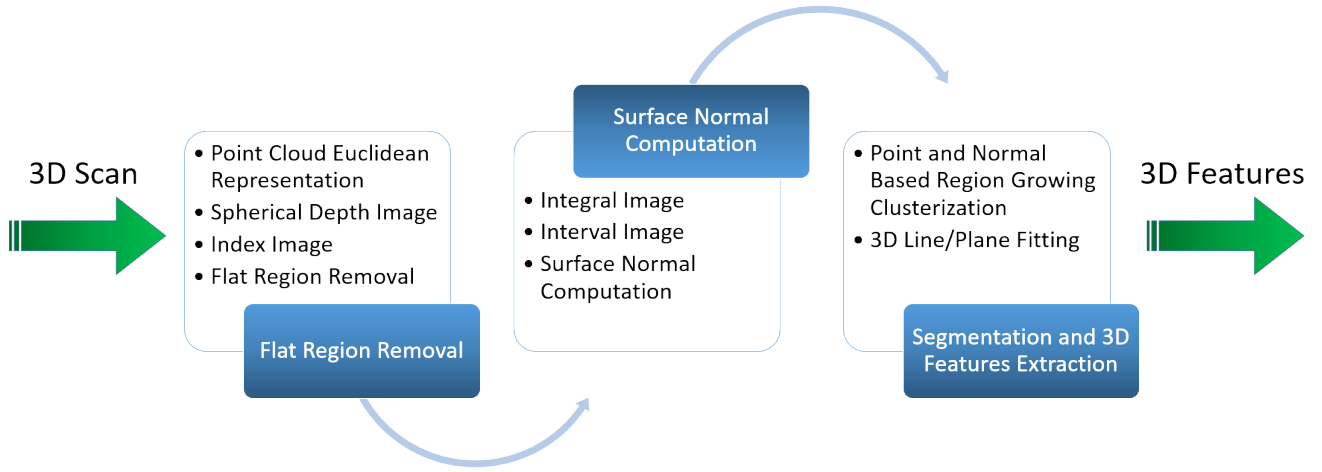 3D Scan
• Point Cloud Euclidean
Representation
• Spherical Depth Image
• Index Image
• Flat Region Removal
Flat Region Removal
Surface Normal
Computation
• Integral Image
• Interval Image
• Surface Normal
Computation
• Point and Normal
Based Region Growing
Clusterization
• 3D Line/Plane Fitting
Segmentation and 3D
Features Extraction
3D Features